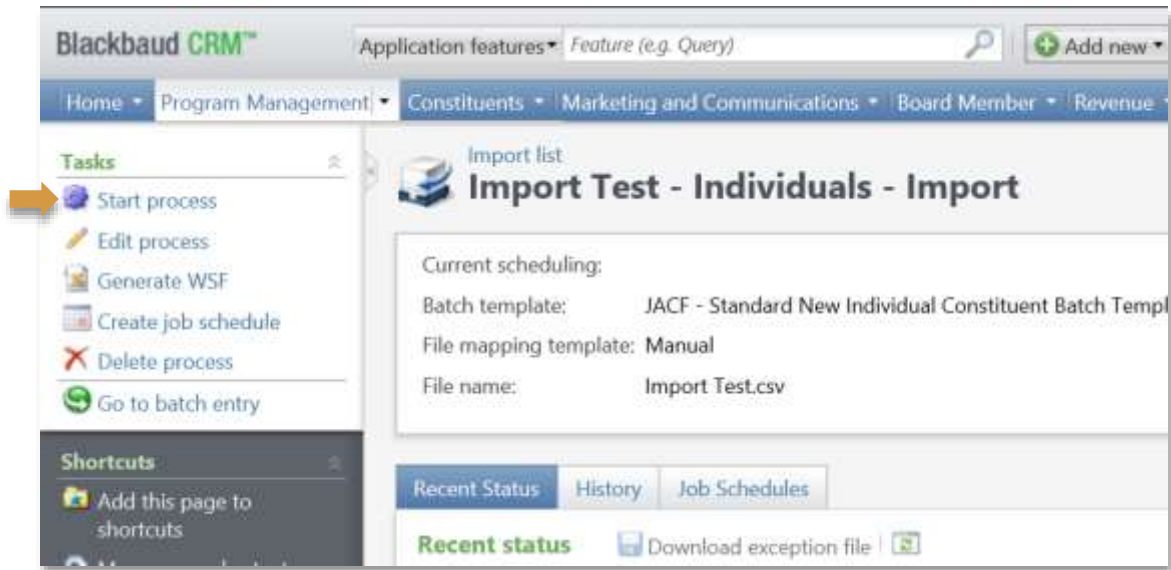 Blackbaud CRM™ Application features Feature (e.g. Query) Add new
Home Program Management Constituents Marketing and Communications Board Member Revenue
Tasks
Start process
Edit process
Generate WSF
Create job schedule
Delete process
Go to batch entry
Shortcuts
Add this page to
shortcuts
Import list
Import Test - Individuals - Import
Current scheduling:
Batch template: JACF - Standard New Individual Constituent Batch Templ
File mapping template: Manual
File name: Import Test.csv
Recent Status History Job Schedules
Recent status Download exception file